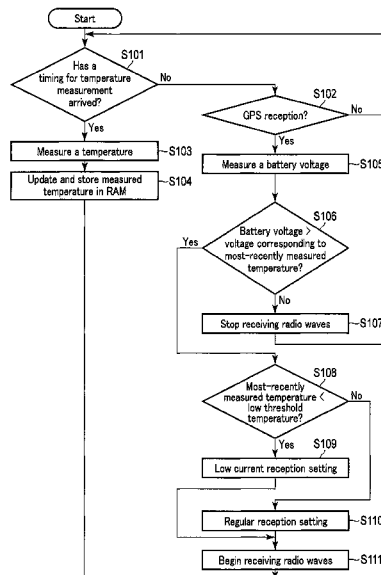 Start
S101
Has a
timing for temperature
measurement
arrived?
No
Yes
S102
GPS reception?
No
Yes
Measure a temperature
S103
Update and store measured
temperature in RAM
S104
Measure a battery voltage
S105
S106
Battery voltage >
voltage corresponding to
most-recently measured
temperature?
Yes
No
Stop receiving radio waves
S107
S108
Most-recently
measured temperature <
low threshold
temperature?
No
Yes
S109
Low current reception setting
Regular reception setting
S110
Begin receiving radio waves
S111